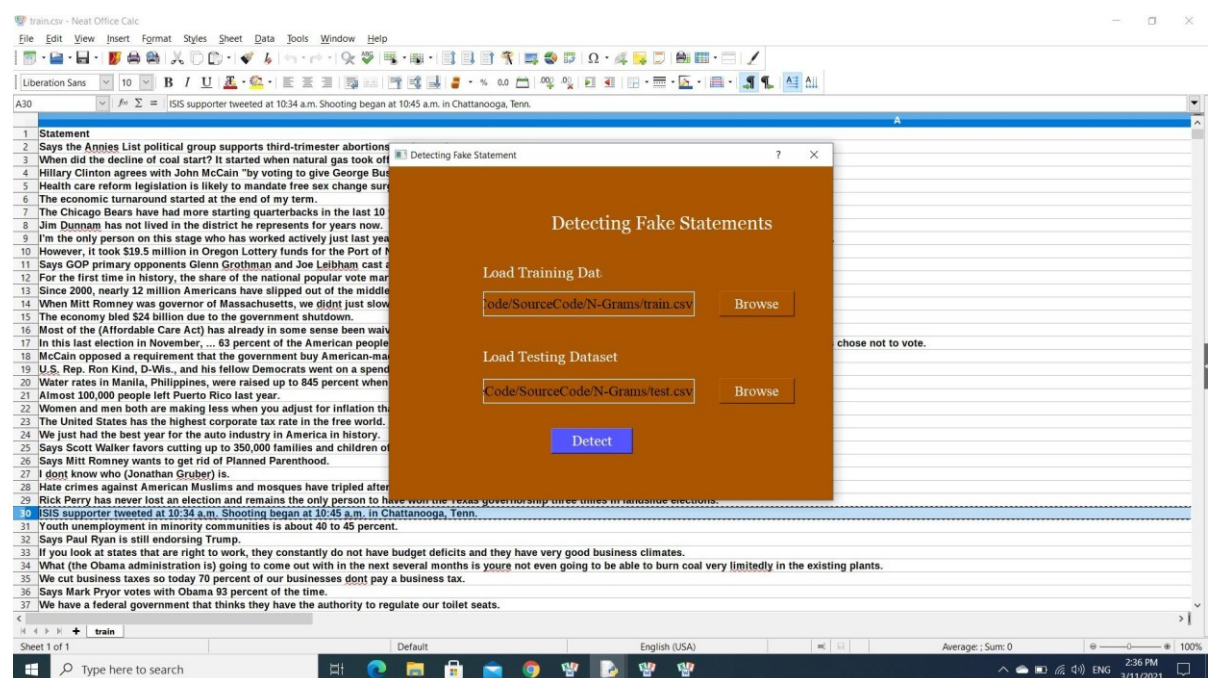 train.csv - Neat Office Calc
File Edit View Insert Format Styles Sheet Data Tools Window Help
Liberation Sans 10
A30 ISIS supporter tweeted at 10:34 a.m. Shooting began at 10:45 a.m. in Chattanooga, Tenn.
A
1 Statement
2 Says the Annies List political group supports third-trimester abortions
3 When did the decline of coal start? It started when natural gas took off
4 Hillary Clinton agrees with John McCain "by voting to give George Bus
5 Health care reform legislation is likely to mandate free sex change surg
6 The economic turnaround started at the end of my term.
7 The Chicago Bears have had more starting quarterbacks in the last 10
8 Jim Dunnam has not lived in the district he represents for years now.
9 I'm the only person on this stage who has worked actively just last yea
10 However, it took $19.5 million in Oregon Lottery funds for the Port of N
11 Says GOP primary opponents Glenn Grothman and Joe Leibham cast a
12 For the first time in history, the share of the national popular vote mar
13 Since 2000, nearly 12 million Americans have slipped out of the middle
14 When Mitt Romney was governor of Massachusetts, we didnt just slow
15 The economy bled $24 billion due to the government shutdown.
16 Most of the (Affordable Care Act) has already in some sense been waiv
17 In this last election in November, ... 63 percent of the American people chose not to vote.
18 McCain opposed a requirement that the government buy American-mad
19 U.S. Rep. Ron Kind, D-Wis., and his fellow Democrats went on a spend
20 Water rates in Manila, Philippines, were raised up to 845 percent when
21 Almost 100,000 people left Puerto Rico last year.
22 Women and men both are making less when you adjust for inflation tha
23 The United States has the highest corporate tax rate in the free world.
24 We just had the best year for the auto industry in America in history.
25 Says Scott Walker favors cutting up to 350,000 families and children of
26 Says Mitt Romney wants to get rid of Planned Parenthood.
27 I dont know who (Jonathan Gruber) is.
28 Hate crimes against American Muslims and mosques have tripled after
29 Rick Perry has never lost an election and remains the only person to have won the Texas governorship three times in landslide elections.
30 ISIS supporter tweeted at 10:34 a.m. Shooting began at 10:45 a.m. in Chattanooga, Tenn.
31 Youth unemployment in minority communities is about 40 to 45 percent.
32 Says Paul Ryan is still endorsing Trump.
33 If you look at states that are right to work, they constantly do not have budget deficits and they have very good business climates.
34 What (the Obama administration is) going to come out with in the next several months is youre not even going to be able to burn coal very limitedly in the existing plants.
35 We cut business taxes so today 70 percent of our businesses dont pay a business tax.
36 Says Mark Pryor votes with Obama 93 percent of the time.
37 We have a federal government that thinks they have the authority to regulate our toilet seats.
Detecting Fake Statement ?
Detecting Fake Statements
Load Training Dat
Code/SourceCode/N-Grams/train.csv Browse
Load Testing Dataset
Code/SourceCode/N-Grams/test.csv Browse
Detect
train
Sheet 1 of 1 Default English (USA) Average: ; Sum: 0 100%
Type here to search ENG 2:36 PM
3/11/2021